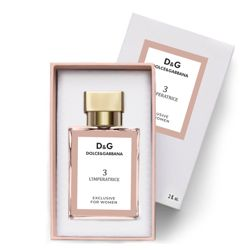 D&G
DOLCE&GABBANA
3
L'IMPERATRICE
EXCLUSIVE
FOR WOMEN
D&G
DOLCE&GABBANA
3
L'IMPERATRICE
EXCLUSIVE
FOR WOMEN